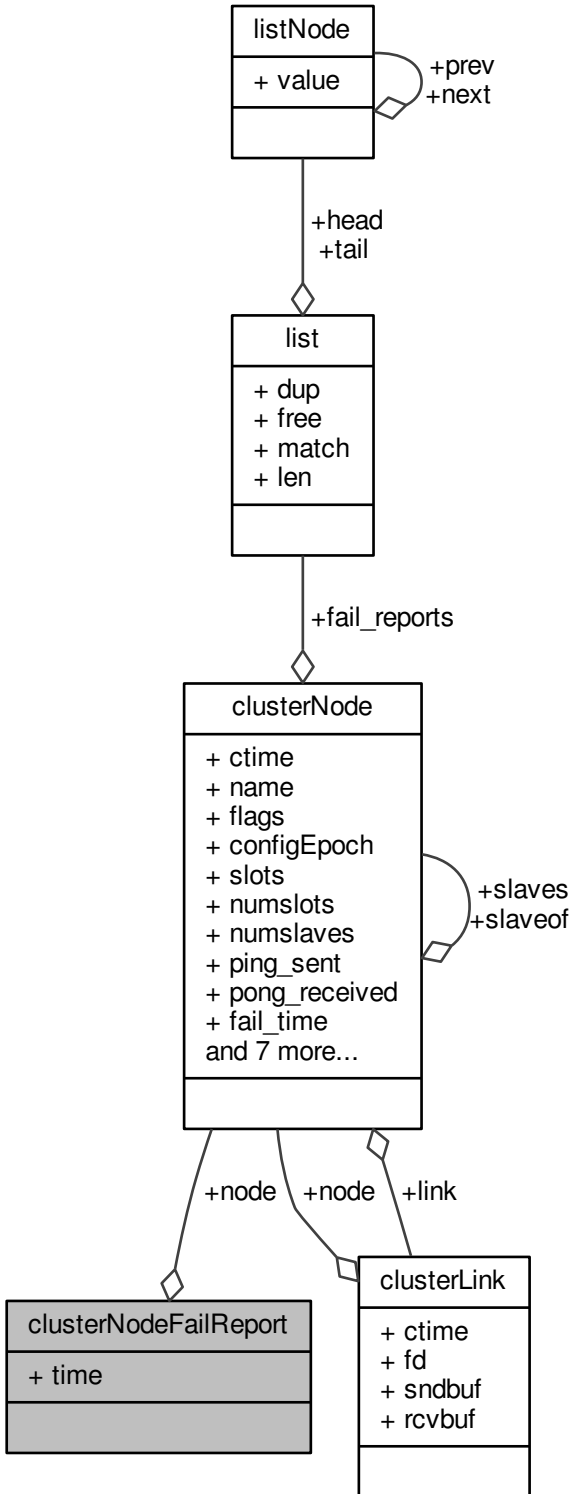 listNode
+ value
+prev
+next
+head
+tail
list
+ dup
+ free
+ match
+ len
+fail_reports
clusterNode
+ ctime
+ name
+ flags
+ configEpoch
+ slots
+ numslots
+ numslaves
+ ping_sent
+ pong_received
+ fail_time
and 7 more...
+slaves
+slaveof
+node
+node
+link
clusterNodeFailReport
+ time
clusterLink
+ ctime
+ fd
+ sndbuf
+ rcvbuf